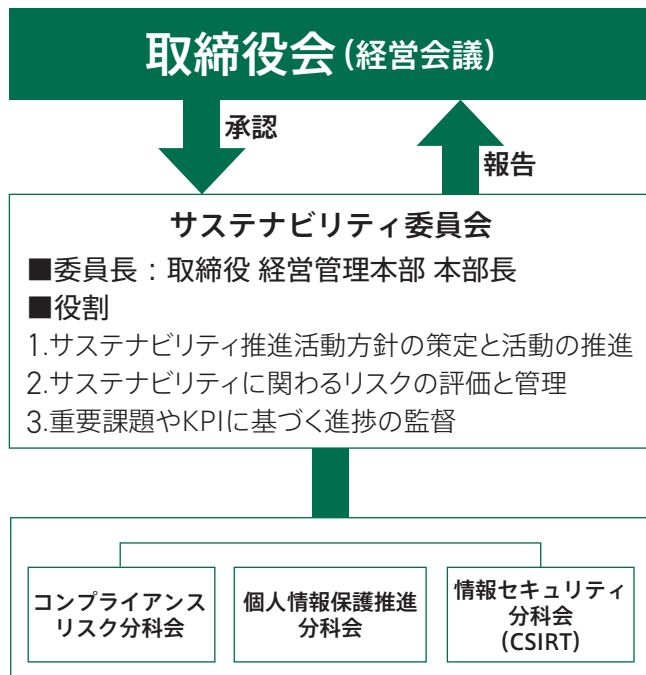 取締役会(経営会議)
承認
報告
サステナビリティ委員会
■委員長：取締役 経営管理本部 本部長
■役割
1.サステナビリティ推進活動方針の策定と活動の推進
2.サステナビリティに関わるリスクの評価と管理
3.重要課題やKPIに基づく進捗の監督
コンプライアンス
リスク分科会
個人情報保護推進
分科会
情報セキュリティ
分科会
(CSIRT)